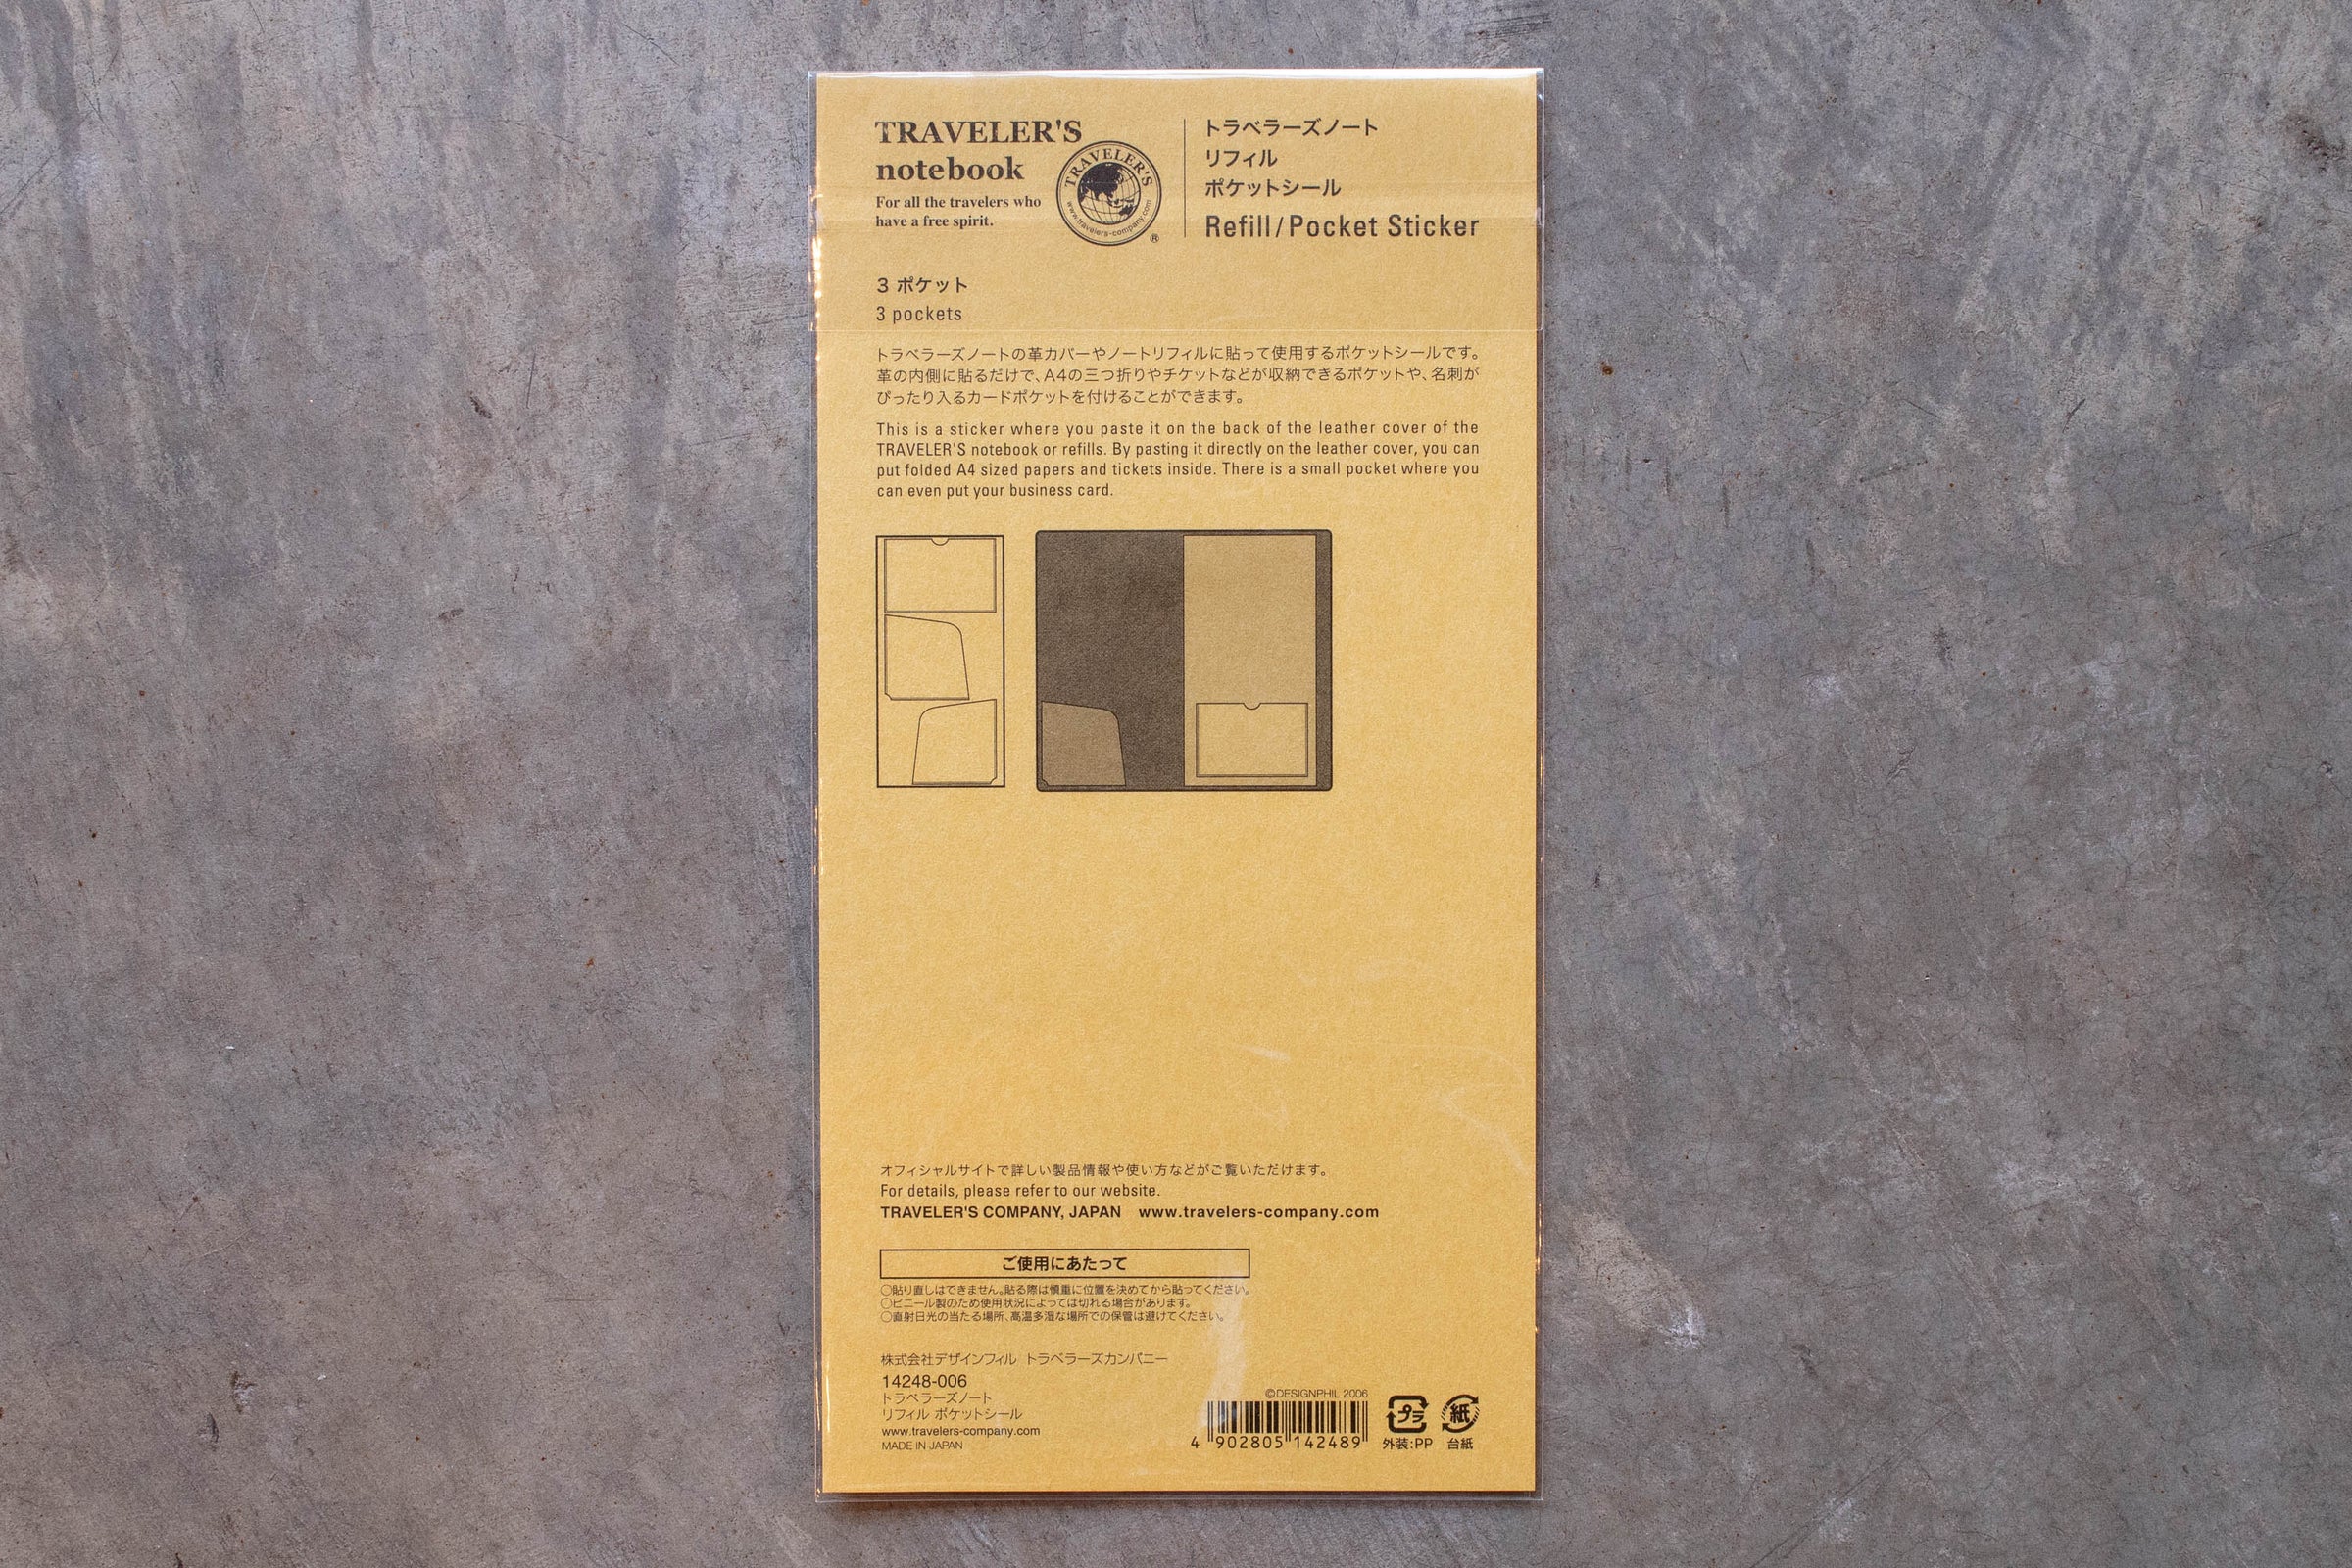 TRAVELER'S
notebook
For all the travelers who
have a free spirit.
TRAVELER'S
www.travelers-company.com
®
トラベラーズノート
リフィル
ポケットシール
Refill/Pocket Sticker
3 ポケット
3 pockets
トラベラーズノートの革カバーやノートリフィルに貼って使用するポケットシールです。
革の内側に貼るだけで、A4の三つ折りやチケットなどが収納できるポケットや、名刺が
ぴったり入るカードポケットを付けることができます。
This is a sticker where you paste it on the back of the leather cover of the
TRAVELER'S notebook or refills. By pasting it directly on the leather cover, you can
put folded A4 sized papers and tickets inside. There is a small pocket where you
can even put your business card.
オフィシャルサイトで詳しい製品情報や使い方などがご覧いただけます。
For details, please refer to our website.
TRAVELER'S COMPANY, JAPAN www.travelers-company.com
ご使用にあたって
○貼り直しはできません。貼る際は慎重に位置を決めてから貼ってください。
○ビニール製のため使用状況によっては切れる場合があります。
○直射日光の当たる場所、高温多湿な場所での保管は避けてください。
株式会社デザインフィル トラベラーズカンパニー
14248-006
トラベラーズノート
リフィル ポケットシール
www.travelers-company.com
MADE IN JAPAN
©DESIGNPHIL 2006
4 902805 142489
プラ
外装:PP
紙
台紙